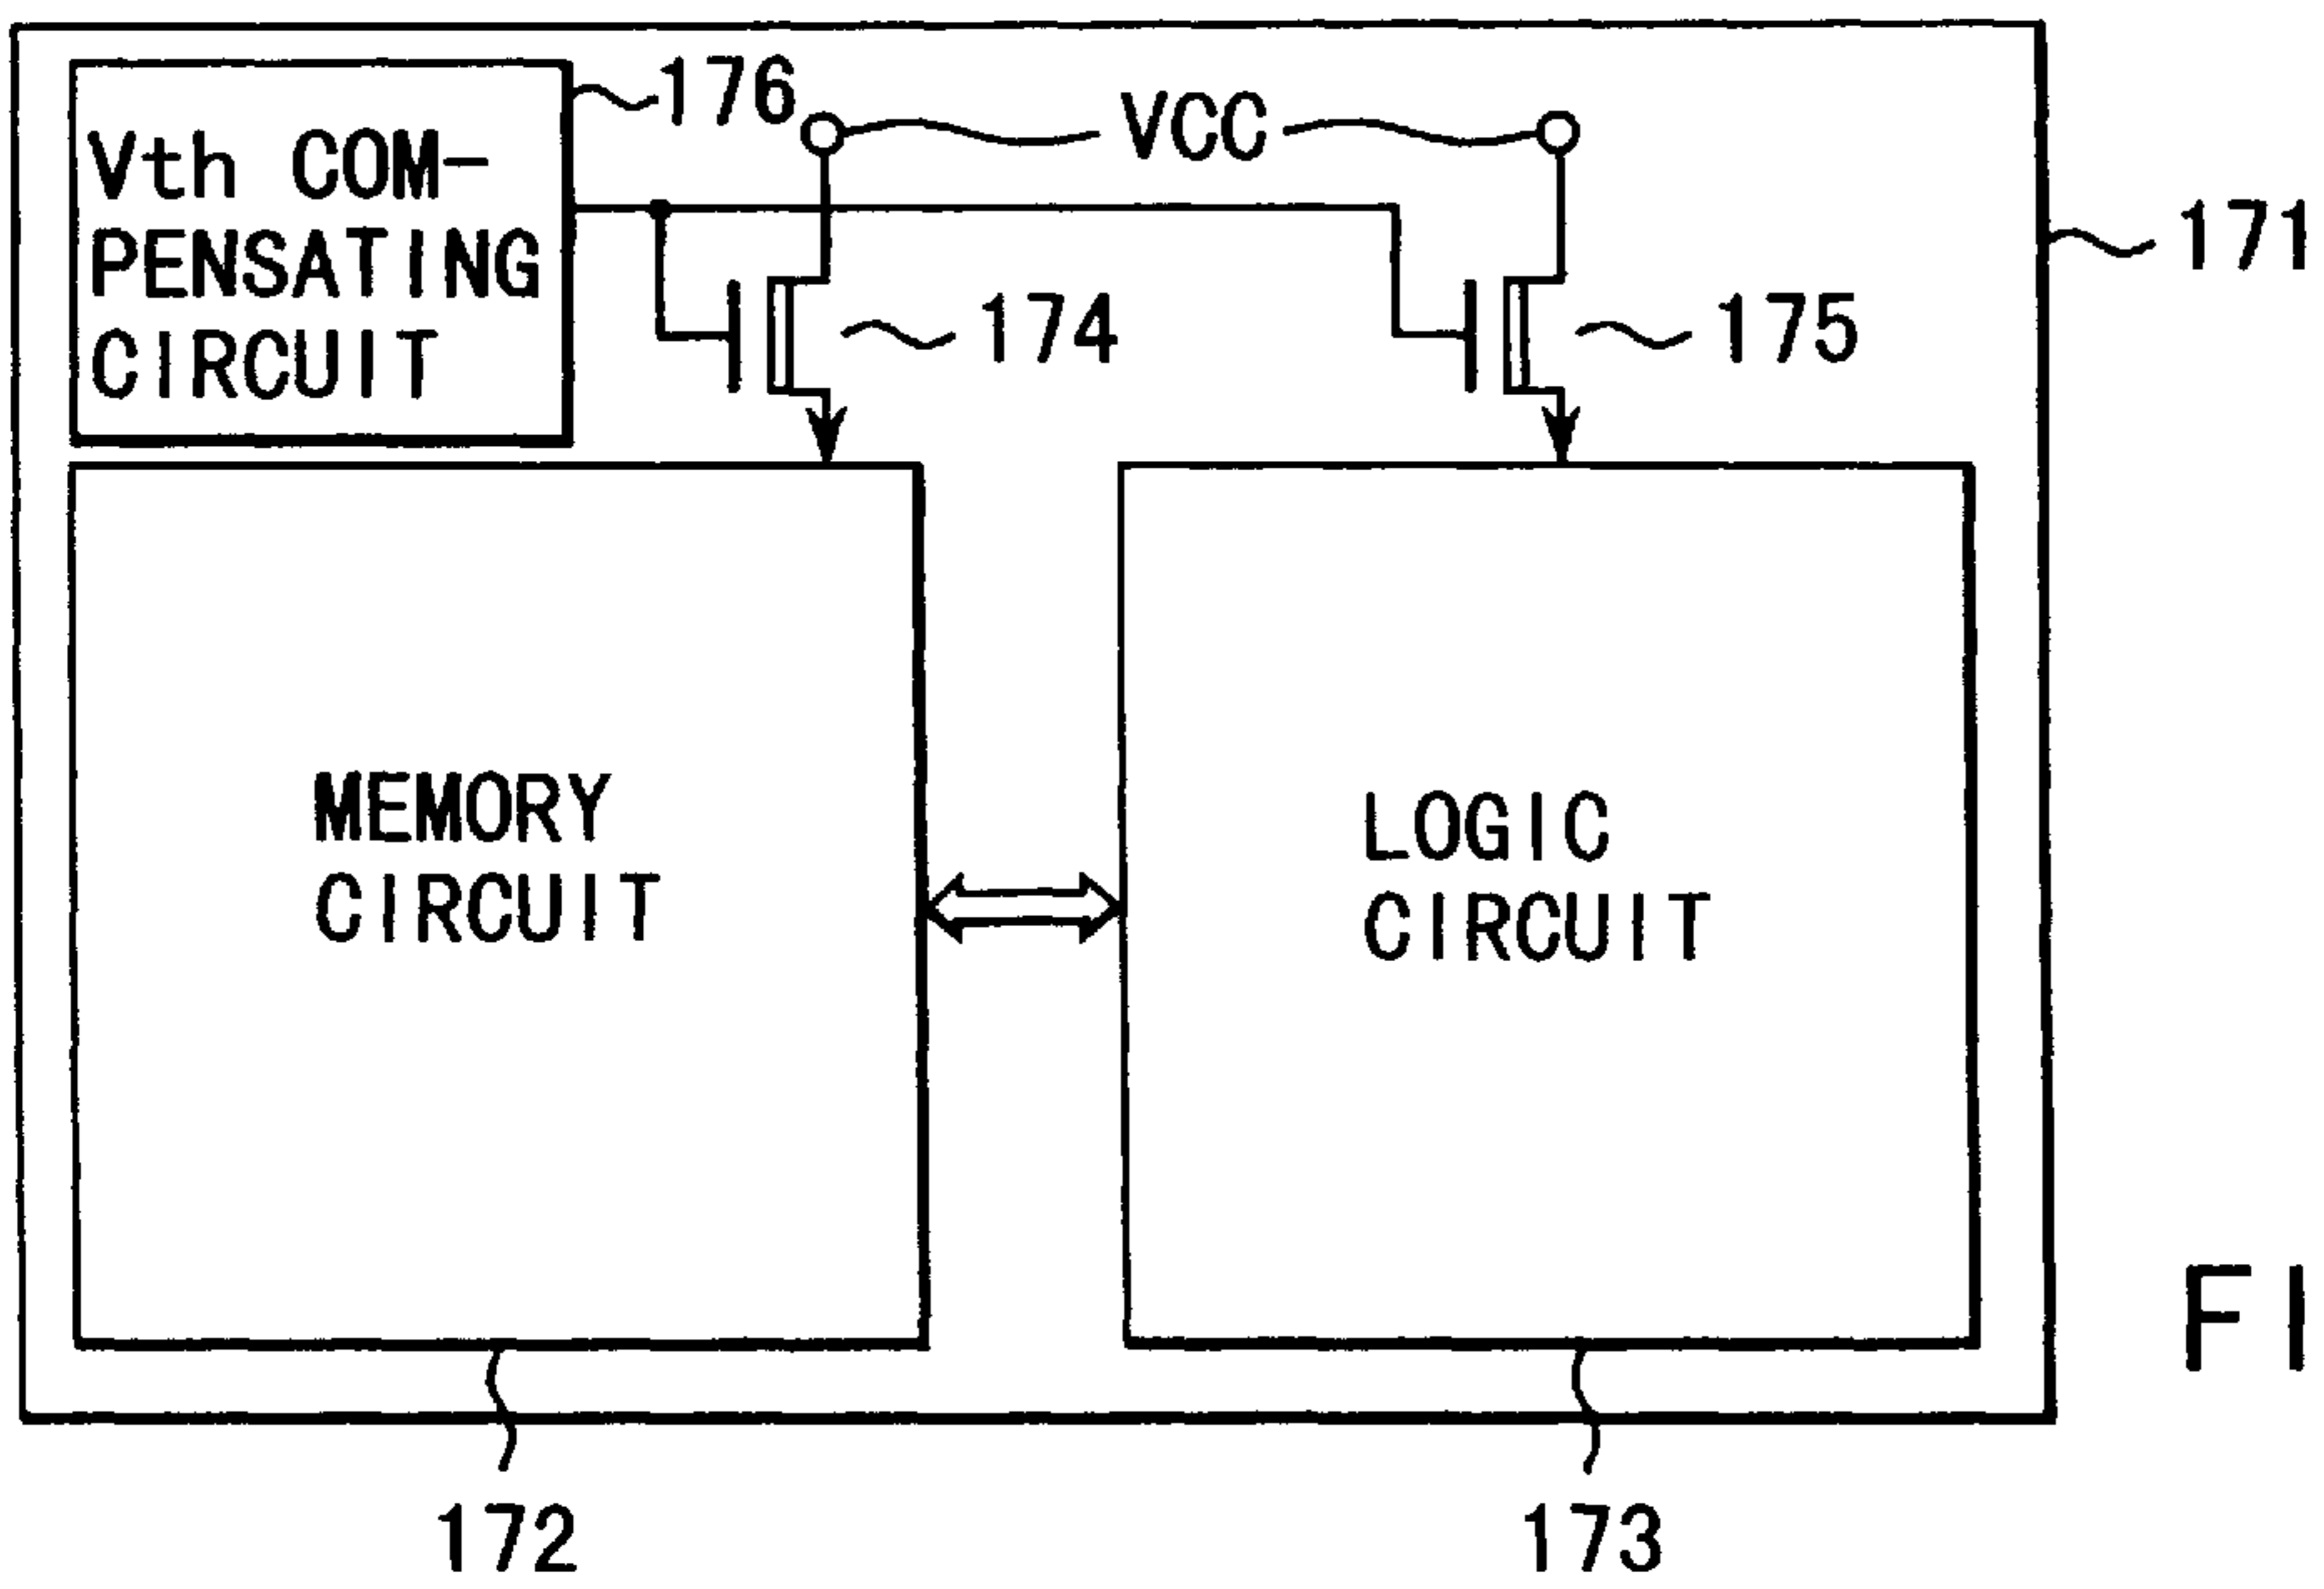 176
VCC
Vth COM-
PENSATING
CIRCUIT
171
174
175
MEMORY
CIRCUIT
LOGIC
CIRCUIT
FI
172
173